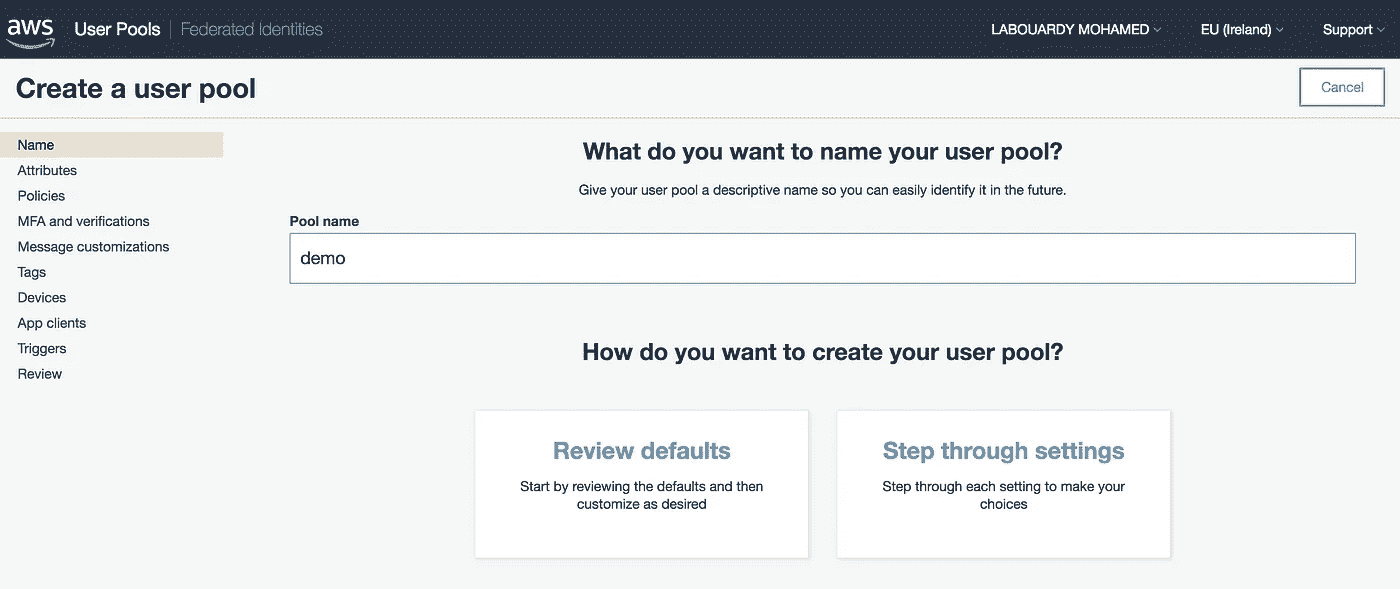 aws User Pools Federated Identities LABOUARDY MOHAMED EU (Ireland) Support
Create a user pool Cancel
Name
Attributes
Policies
MFA and verifications
Message customizations
Tags
Devices
App clients
Triggers
Review
What do you want to name your user pool?
Give your user pool a descriptive name so you can easily identify it in the future.
Pool name
demo
How do you want to create your user pool?
Review defaults
Start by reviewing the defaults and then
customize as desired
Step through settings
Step through each setting to make your
choices